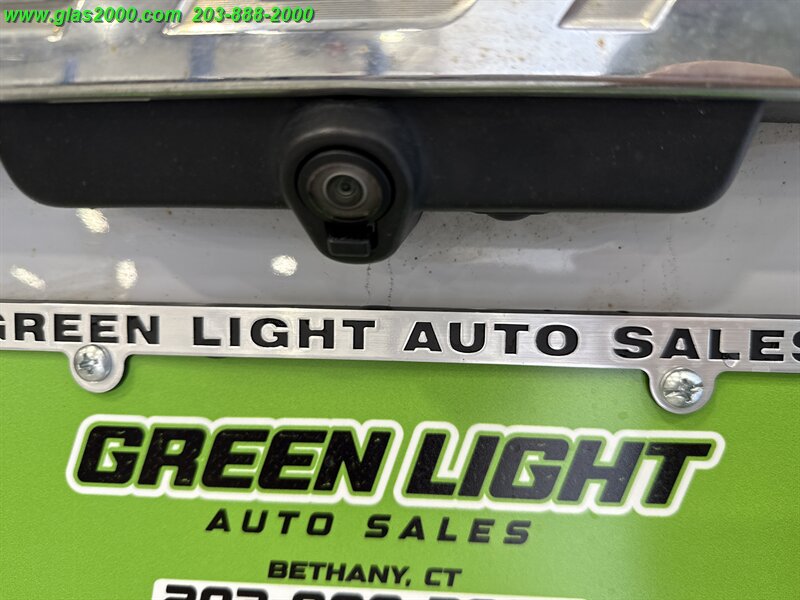 www.glas2000.com 203-888-2000
GREEN LIGHT AUTO SALES
GREEN LIGHT
AUTO SALES
BETHANY, CT